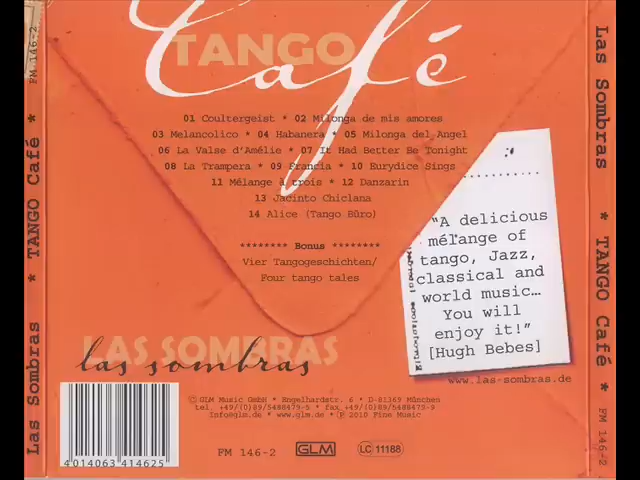 TANGO
Café
01 Coultergeist * 02 Milonga de mis amores
03 Melancolico * 04 Habanera * 05 Milonga del Angel
06 La Valse d'Amélie * 07 It Had Better Be Tonight
08 La Trampera * 09 Francia * 10 Eurydice Sings
11 Mélange à trois * 12 Danzarin
13 Jacinto Chiclana
14 Alice (Tango Büro)
******** Bonus ********
Vier Tangogeschichten/
Four tango tales
"A delicious
mélange of
tango, Jazz,
classical and
world music…
You will
enjoy it!"
[Hugh Bebes]
www.las-sombras.de
LAS SOMBRAS
las sombras
4 014063 414625
© GLM Music GmbH * Engelhardstr. 6 * D-81369 München
tel. +49/(0)89/5488479-5 * fax +49/(0)89/5488479-9
Info@glm.de * www.glm.de * ℗ 2010 Fine Music
FM 146-2
GLM
LC 11188
Las Sombras * TANGO Café * FM 146-2
Las Sombras * TANGO Café * FM 146-2